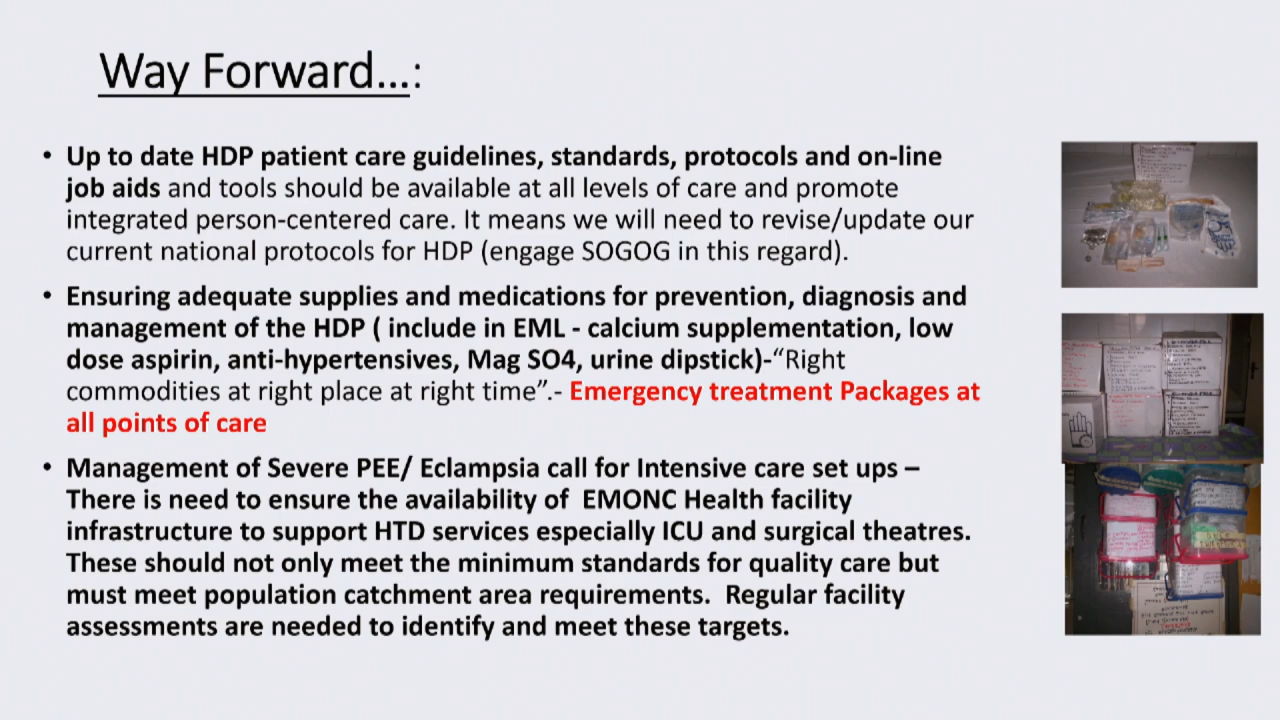 Way Forward...:
• Up to date HDP patient care guidelines, standards, protocols and on-line
job aids and tools should be available at all levels of care and promote
integrated person-centered care. It means we will need to revise/update our
current national protocols for HDP (engage SOGOG in this regard).
• Ensuring adequate supplies and medications for prevention, diagnosis and
management of the HDP ( include in EML - calcium supplementation, low
dose aspirin, anti-hypertensives, Mag SO4, urine dipstick)-“Right
commodities at right place at right time”.- Emergency treatment Packages at
all points of care
• Management of Severe PEE/ Eclampsia call for Intensive care set ups –
There is need to ensure the availability of  EMONC Health facility
infrastructure to support HTD services especially ICU and surgical theatres.
These should not only meet the minimum standards for quality care but
must meet population catchment area requirements.  Regular facility
assessments are needed to identify and meet these targets.